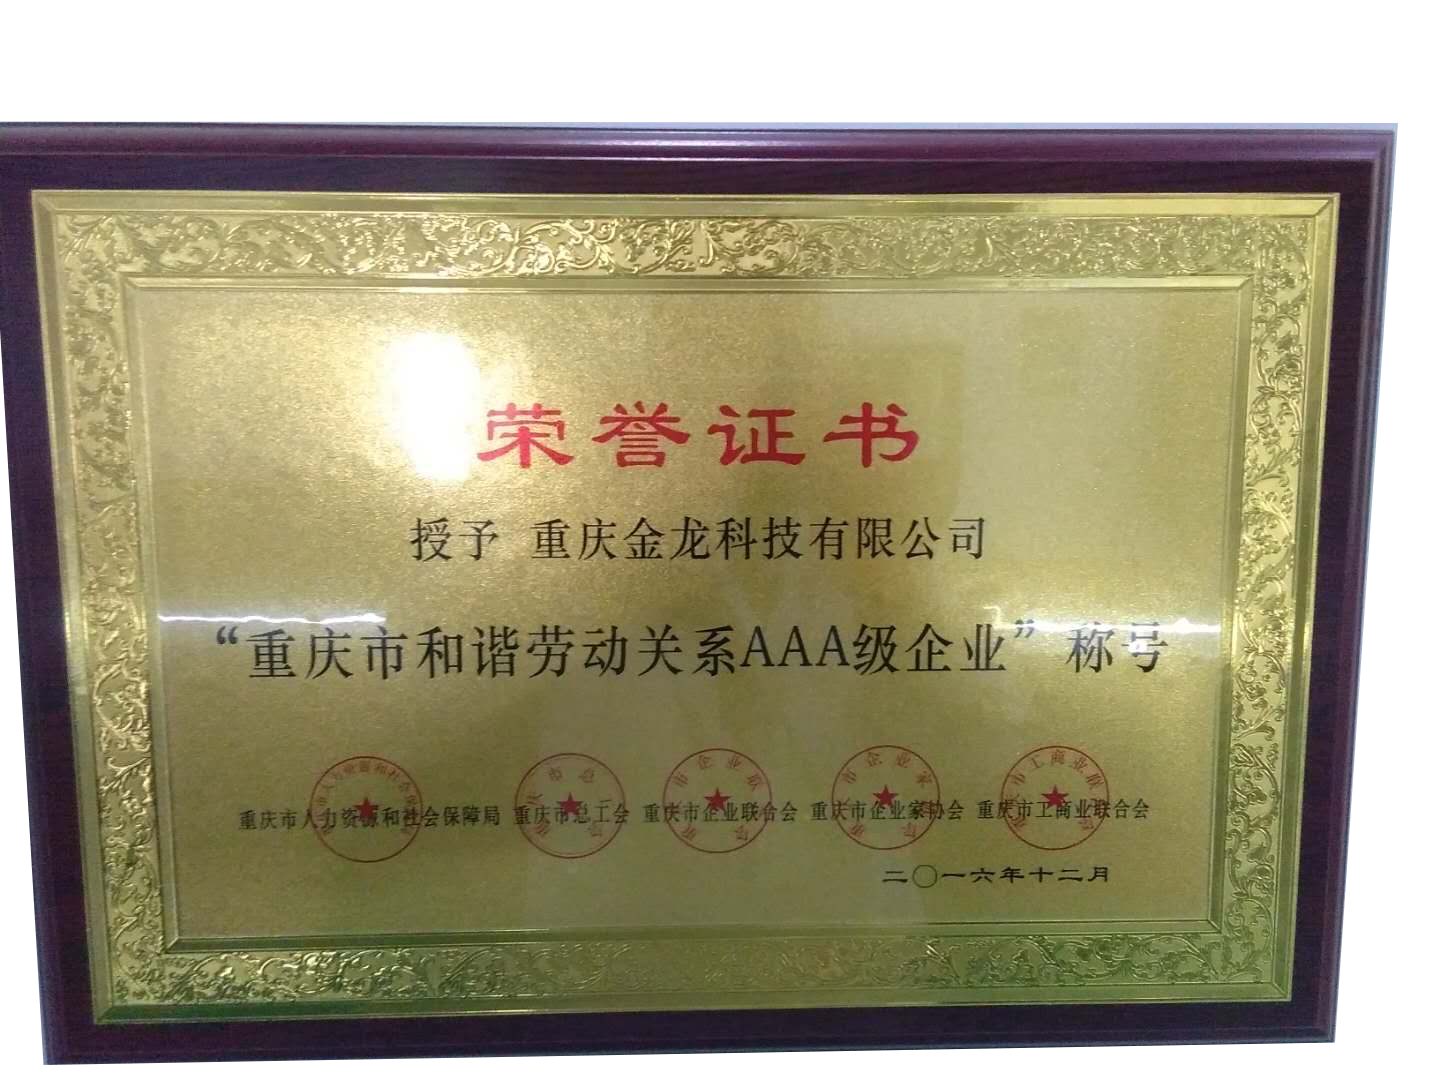 荣誉证书
授予 重庆金龙科技有限公司
“重庆市和谐劳动关系AAA级企业”称号
重庆市人力资源和社会保障局 重庆市总工会 重庆市企业联合会 重庆市企业家协会 重庆市工商业联合会
二〇一六年十二月